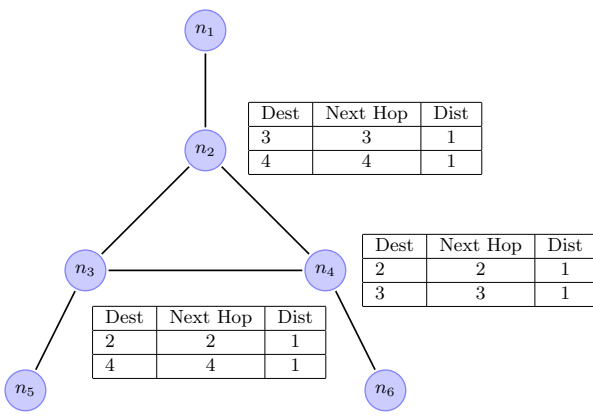 n1
n2
Dest Next Hop Dist
3 3 1
4 4 1
n3
n4
Dest Next Hop Dist
2 2 1
3 3 1
Dest Next Hop Dist
2 2 1
4 4 1
n5
n6